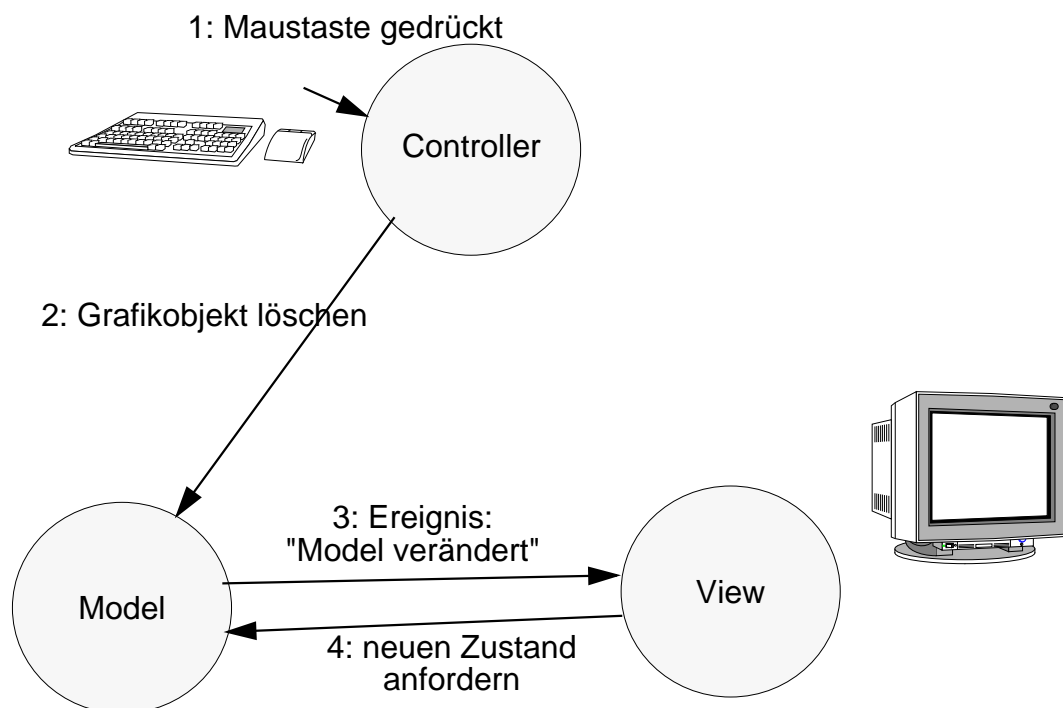 1: Maustaste gedrückt
Controller
2: Grafikobjekt löschen
3: Ereignis:
"Model verändert"
Model
View
4: neuen Zustand
anfordern